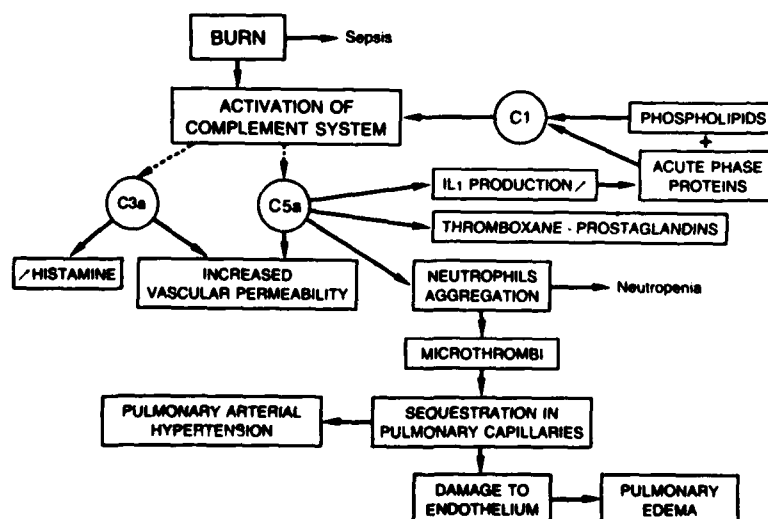 BURN
Sepsis
ACTIVATION OF
COMPLEMENT SYSTEM
C1
PHOSPHOLIPIDS
+
ACUTE PHASE
PROTEINS
C3a
C5a
IL1 PRODUCTION ↗
THROMBOXANE - PROSTAGLANDINS
↗ HISTAMINE
INCREASED
VASCULAR PERMEABILITY
NEUTROPHILS
AGGREGATION
Neutropenia
MICROTHROMBI
PULMONARY ARTERIAL
HYPERTENSION
SEQUESTRATION IN
PULMONARY CAPILLARIES
DAMAGE TO
ENDOTHELIUM
PULMONARY
EDEMA